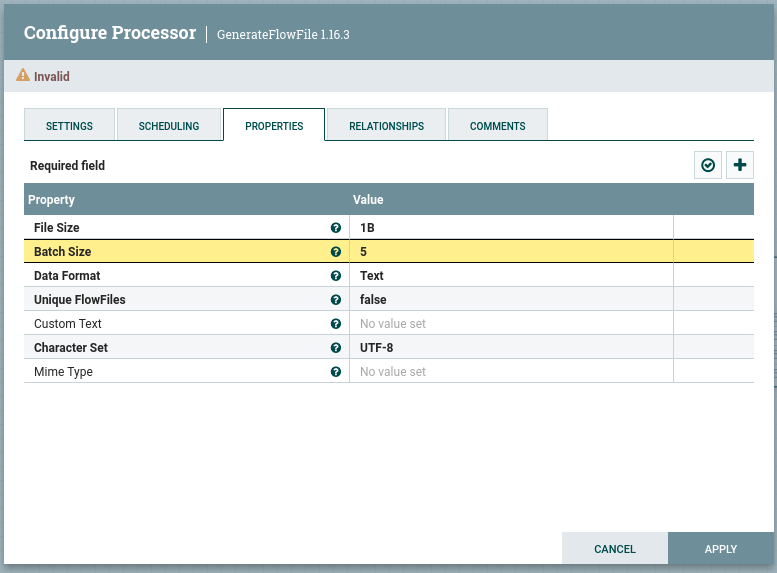 Configure Processor | GenerateFlowFile 1.16.3
Invalid
SETTINGS SCHEDULING PROPERTIES RELATIONSHIPS COMMENTS
Required field
Property Value
File Size 1B
Batch Size 5
Data Format Text
Unique FlowFiles false
Custom Text No value set
Character Set UTF-8
Mime Type No value set
CANCEL APPLY